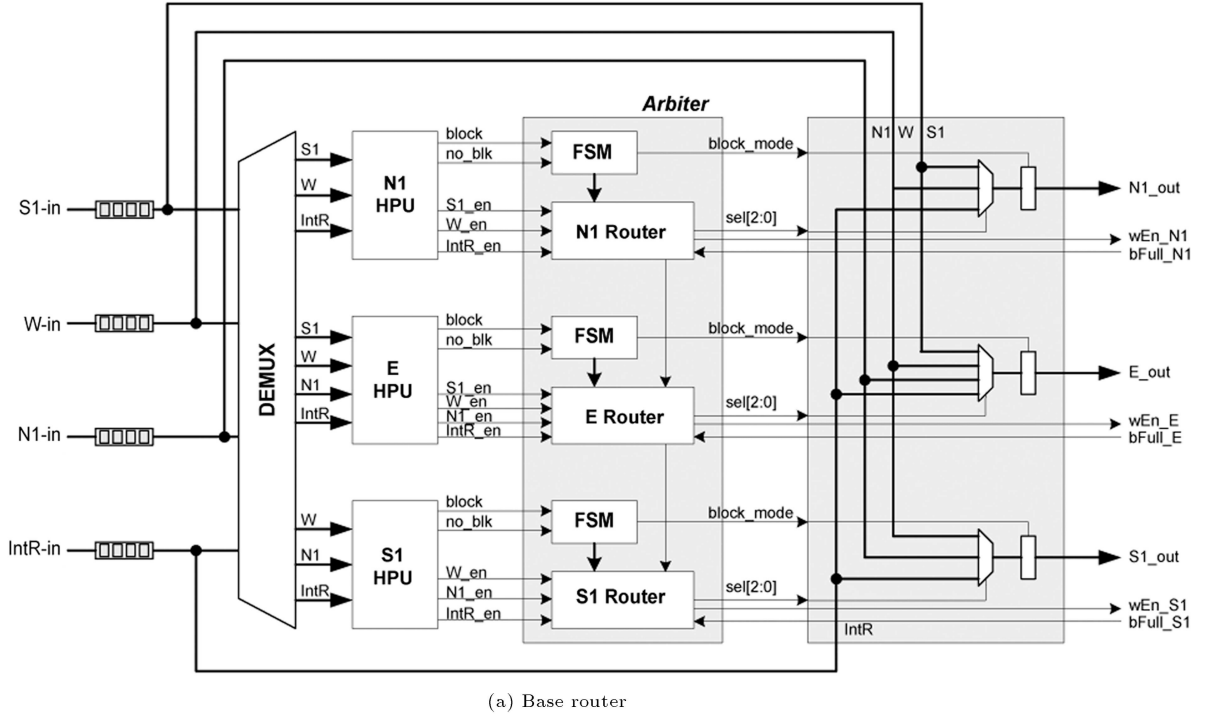 Arbiter
N1 W S1
block
no_blk
FSM
block_mode
S1
W
IntR
N1
HPU
S1_en
W_en
IntR_en
N1 Router
sel[2:0]
N1_out
wEn_N1
bFull_N1
S1-in
W-in
N1-in
IntR-in
DEMUX
block
no_blk
FSM
block_mode
S1
W
N1
IntR
E
HPU
S1_en
W_en
N1_en
IntR_en
E Router
sel[2:0]
E_out
wEn_E
bFull_E
block
no_blk
FSM
block_mode
W
N1
IntR
S1
HPU
W_en
N1_en
IntR_en
S1 Router
sel[2:0]
S1_out
wEn_S1
bFull_S1
IntR
(a) Base router